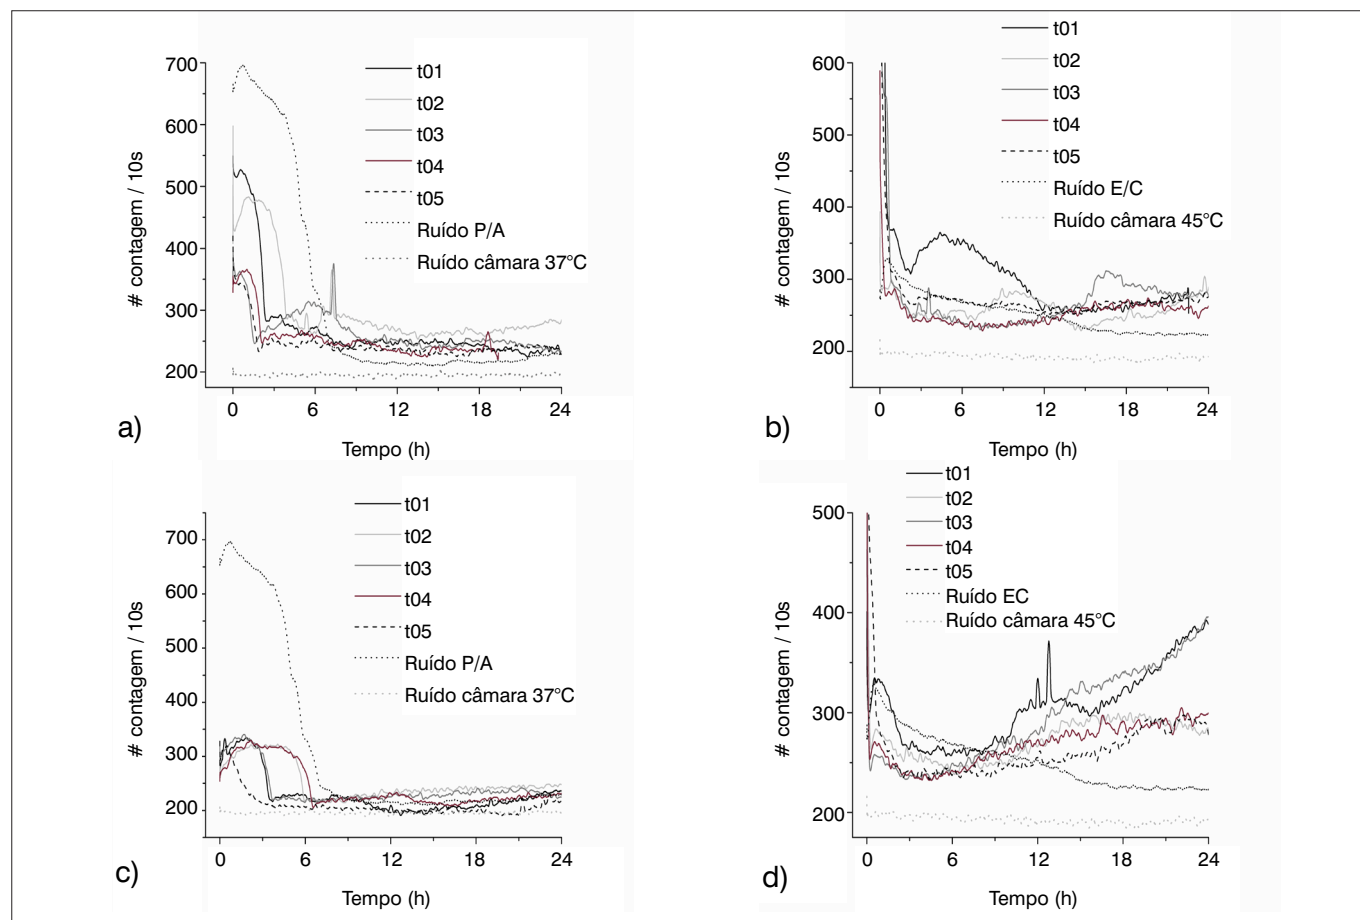 t01
t02
t03
t04
t05
Ruído P/A
Ruído câmara 37°C
700
600
500
400
300
200
# contagem / 10s
0 6 12 18 24
Tempo (h)
a)
t01
t02
t03
t04
t05
Ruído E/C
Ruído câmara 45°C
600
500
400
300
200
# contagem / 10s
0 6 12 18 24
Tempo (h)
b)
t01
t02
t03
t04
t05
Ruído P/A
Ruído câmara 37°C
700
600
500
400
300
200
# contagem / 10s
0 6 12 18 24
Tempo (h)
c)
t01
t02
t03
t04
t05
Ruído EC
Ruído câmara 45°C
500
400
300
200
# contagem / 10s
0 6 12 18 24
Tempo (h)
d)